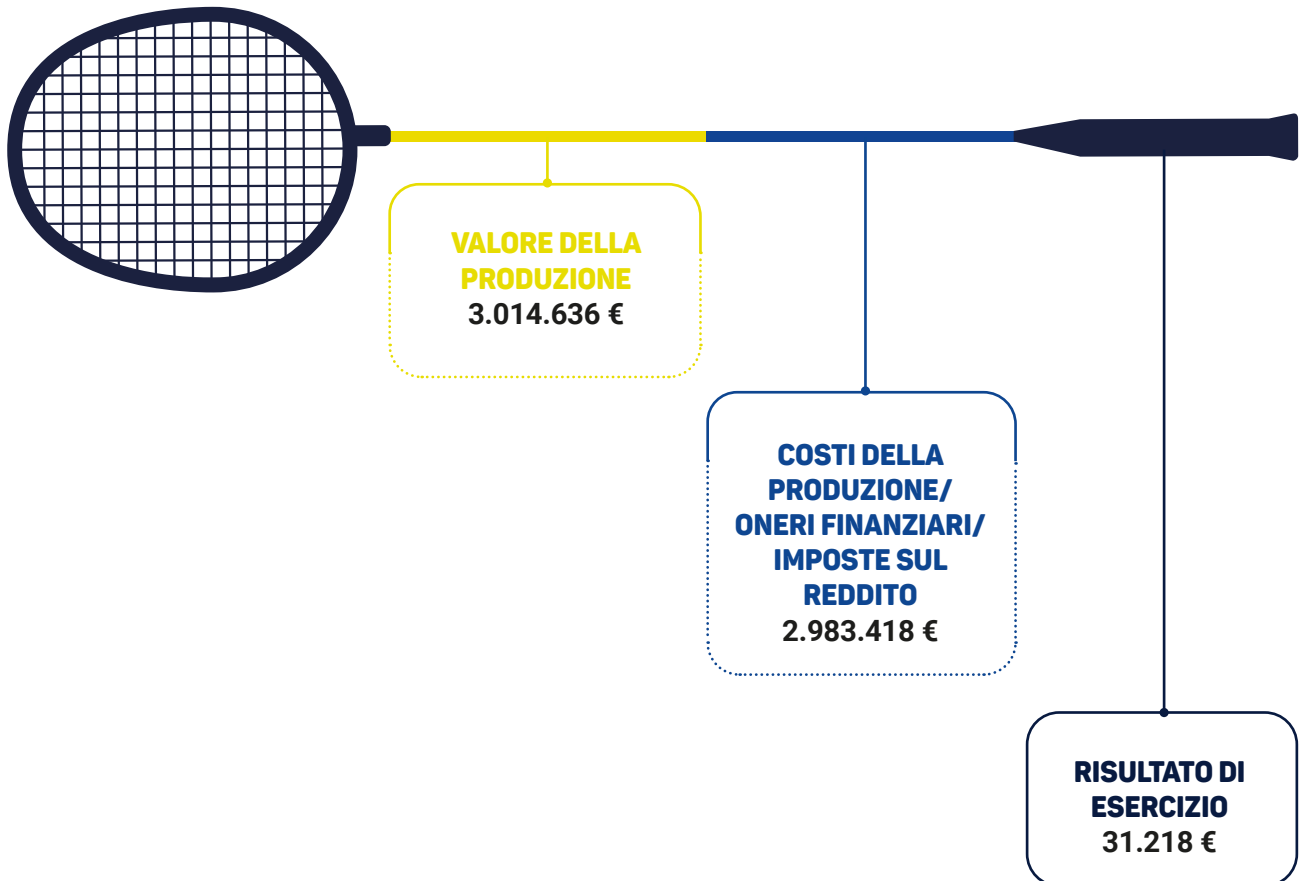 VALORE DELLA
PRODUZIONE
3.014.636 €
COSTI DELLA
PRODUZIONE/
ONERI FINANZIARI/
IMPOSTE SUL
REDDITO
2.983.418 €
RISULTATO DI
ESERCIZIO
31.218 €